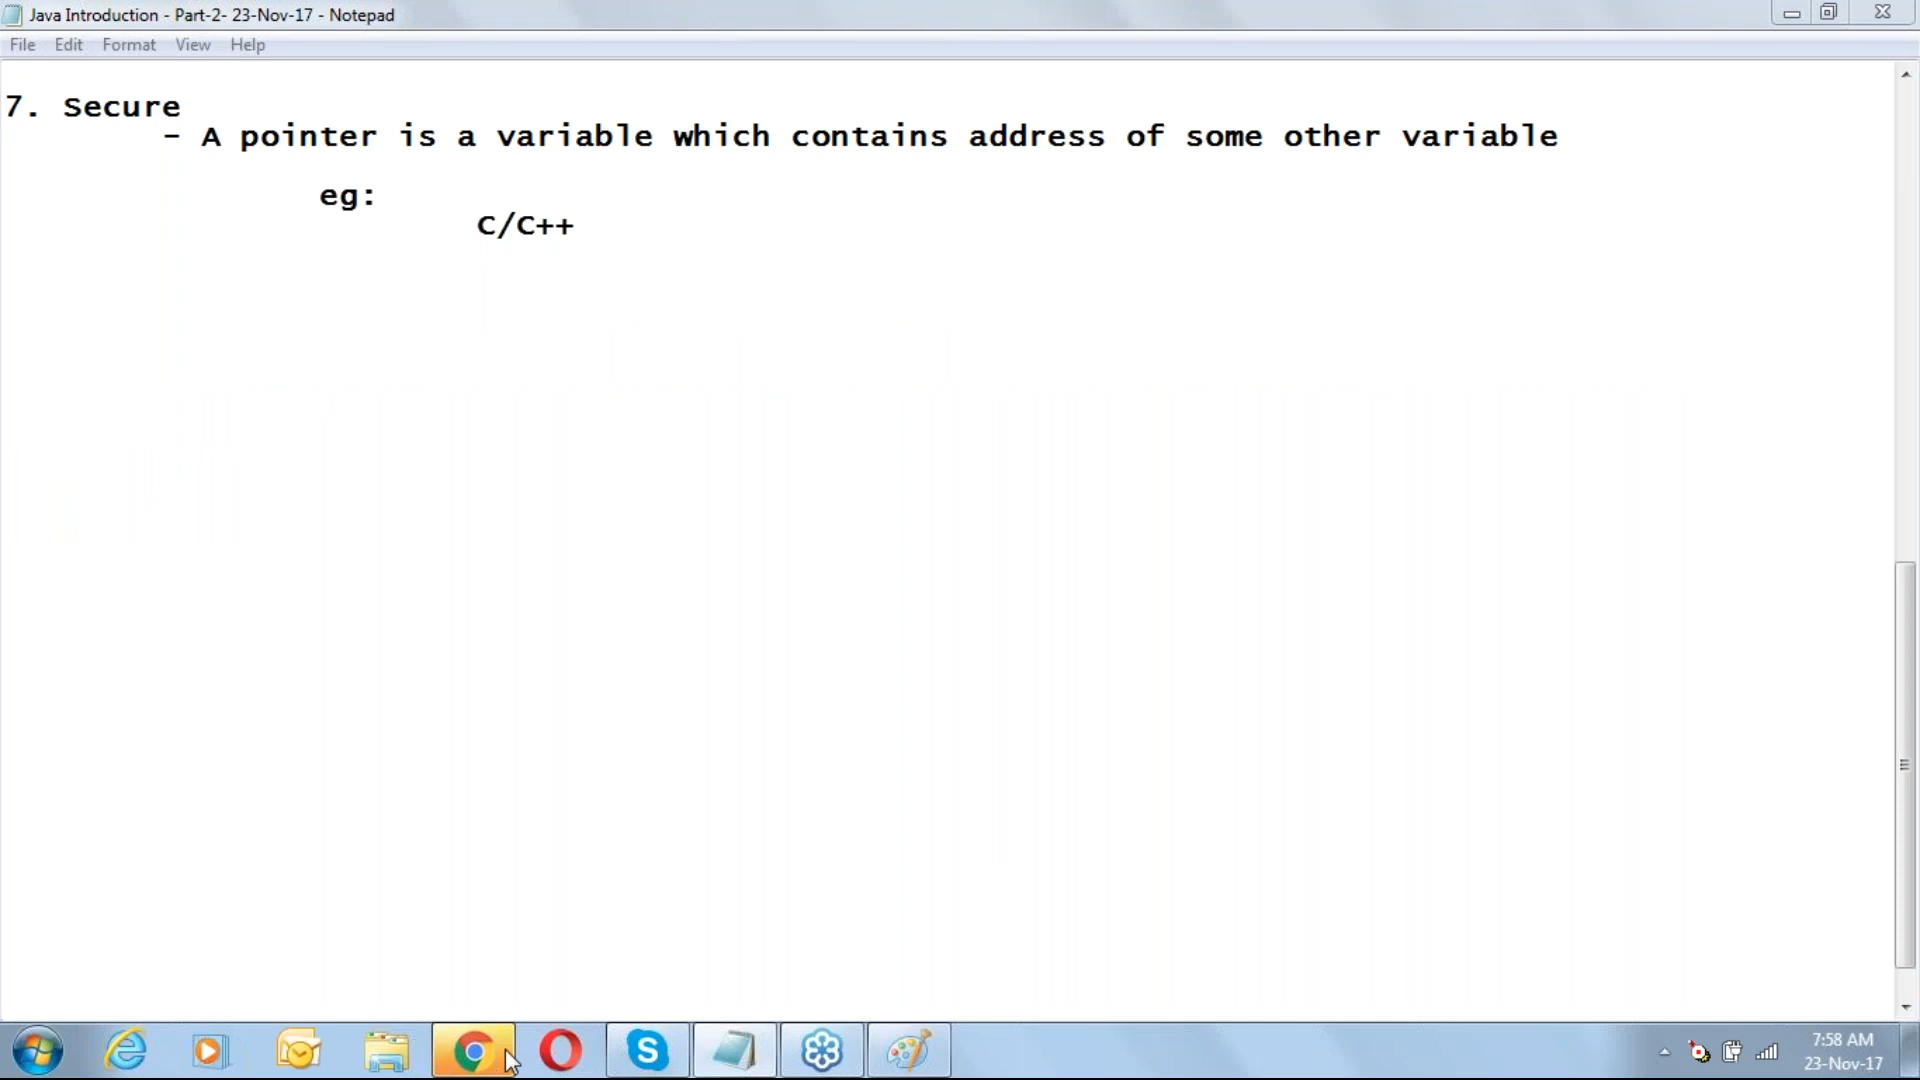 Java Introduction - Part-2- 23-Nov-17 - Notepad
File Edit Format View Help
7. Secure
- A pointer is a variable which contains address of some other variable
eg:
C/C++
7:58 AM
23-Nov-17